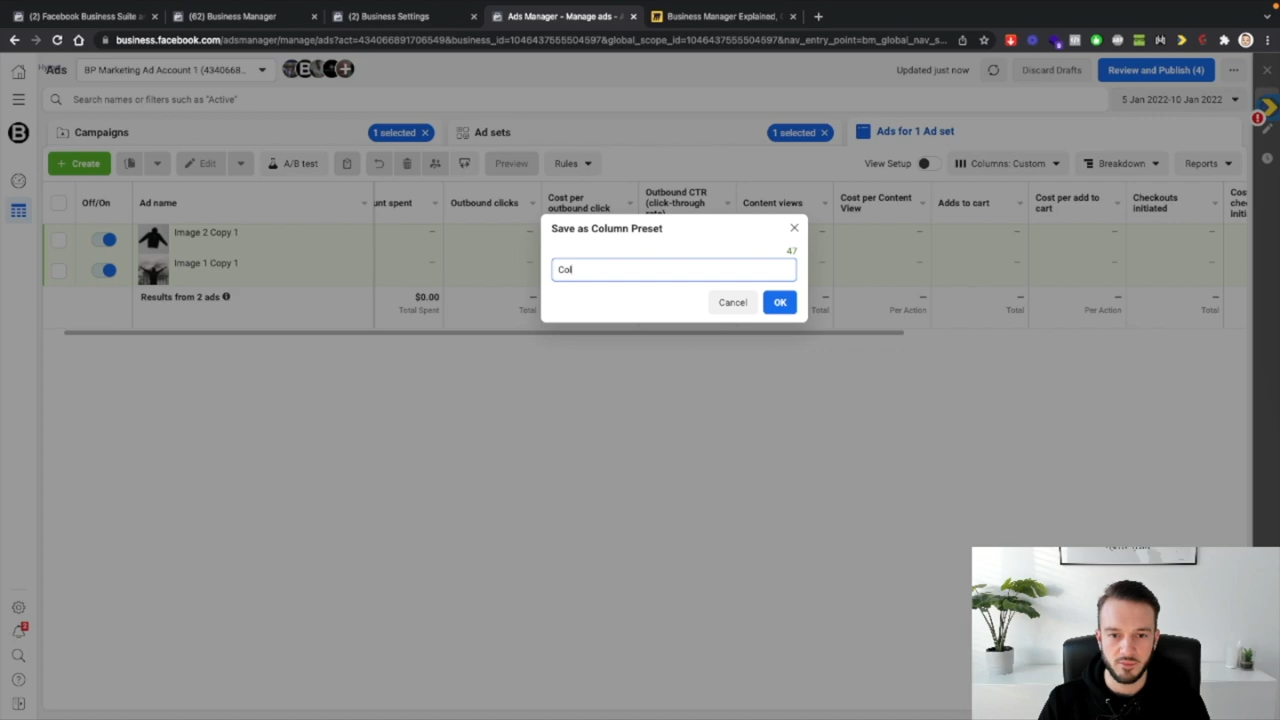 (2) Facebook Business Suite a
(62) Business Manager
(2) Business Settings
Ads Manager - Manage ads - A
Business Manager Explained, C
business.facebook.com/adsmanager/manage/ads?act=434066891706549&business_id=1046437555504597&global_scope_id=1046437555504597&nav_entry_point=bm_global_nav_s...
Ads
BP Marketing Ad Account 1 (4340668...
B
Updated just now
Discard Drafts
Review and Publish (4)
Search names or filters such as "Active"
5 Jan 2022-10 Jan 2022
B
Campaigns
1 selected
Ad sets
1 selected
Ads for 1 Ad set
+ Create
Edit
A/B test
Preview
Rules
View Setup
Columns: Custom
Breakdown
Reports
Off/On
Ad name
unt spent
Outbound clicks
Cost per outbound click
Outbound CTR (click-through rate)
Content views
Cost per Content View
Adds to cart
Cost per add to cart
Checkouts initiated
Cos
chec
initi
Image 2 Copy 1
Image 1 Copy 1
Results from 2 ads
$0.00
Total Spent
Total
Total
Per Action
Total
Per Action
Total
Save as Column Preset
47
Col
Cancel
OK